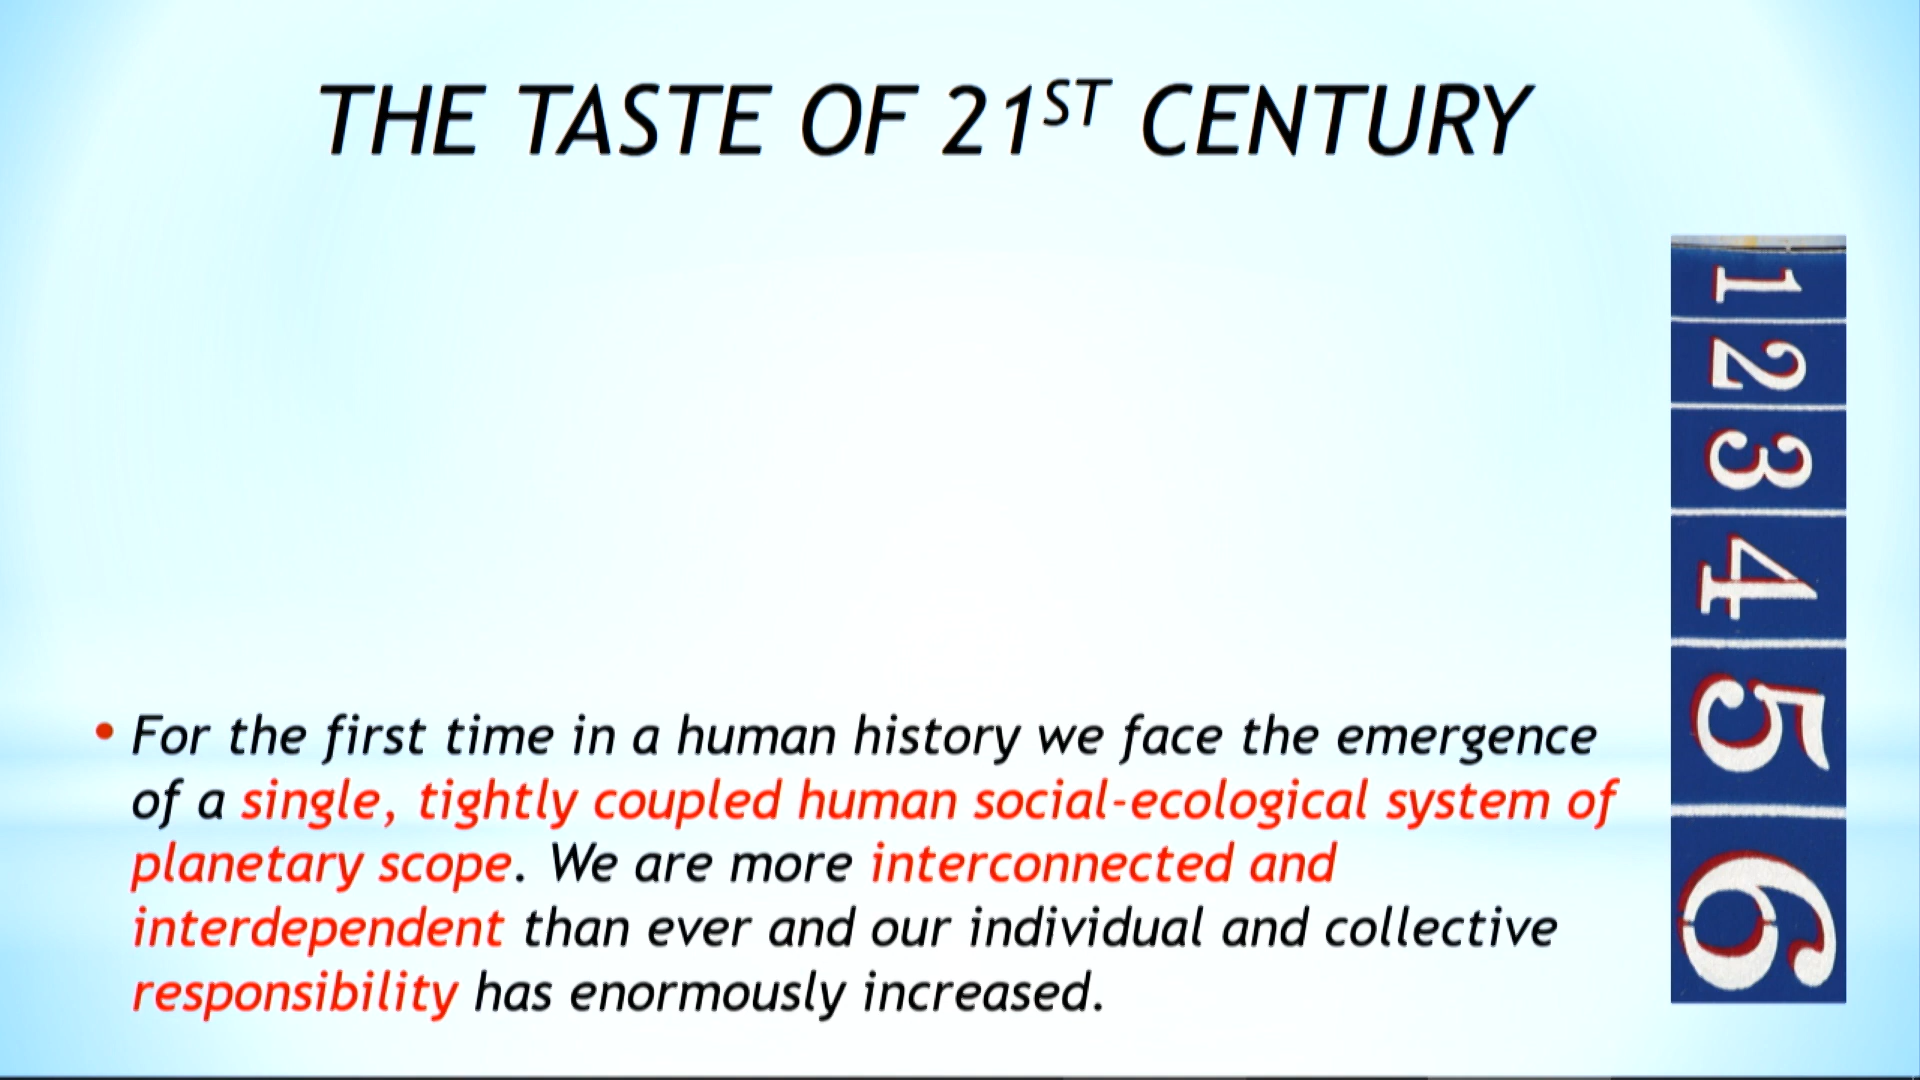 THE TASTE OF 21ST CENTURY
• For the first time in a human history we face the emergence
of a single, tightly coupled human social-ecological system of
planetary scope. We are more interconnected and
interdependent than ever and our individual and collective
responsibility has enormously increased.
1
2
3
4
5
6